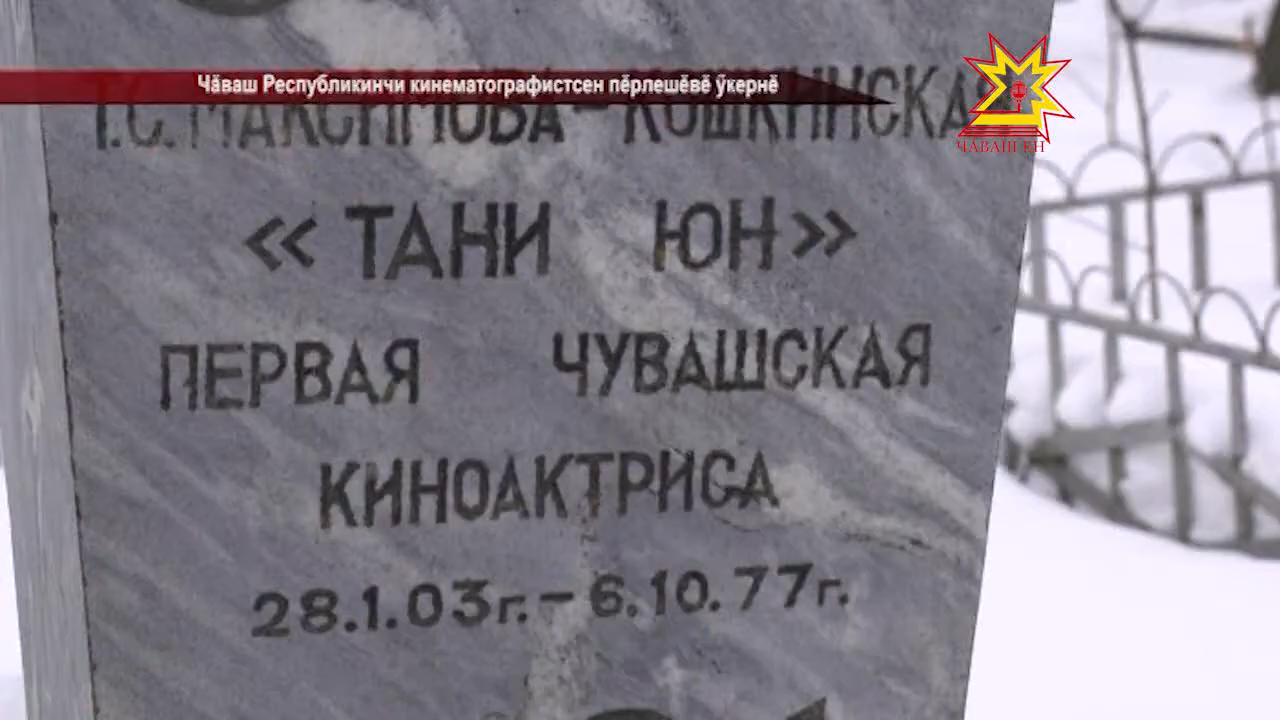 Чӑваш Республикинчи кинематографистсен пӗрлешӗвӗ ӳкернӗ
ЧӐВАШ ЕН
Т.С. МАКСИМОВА - КОШКИНСКАЯ
«ТАНИ ЮН»
ПЕРВАЯ ЧУВАШСКАЯ
КИНОАКТРИСА
28.1.03г. – 6.10.77г.